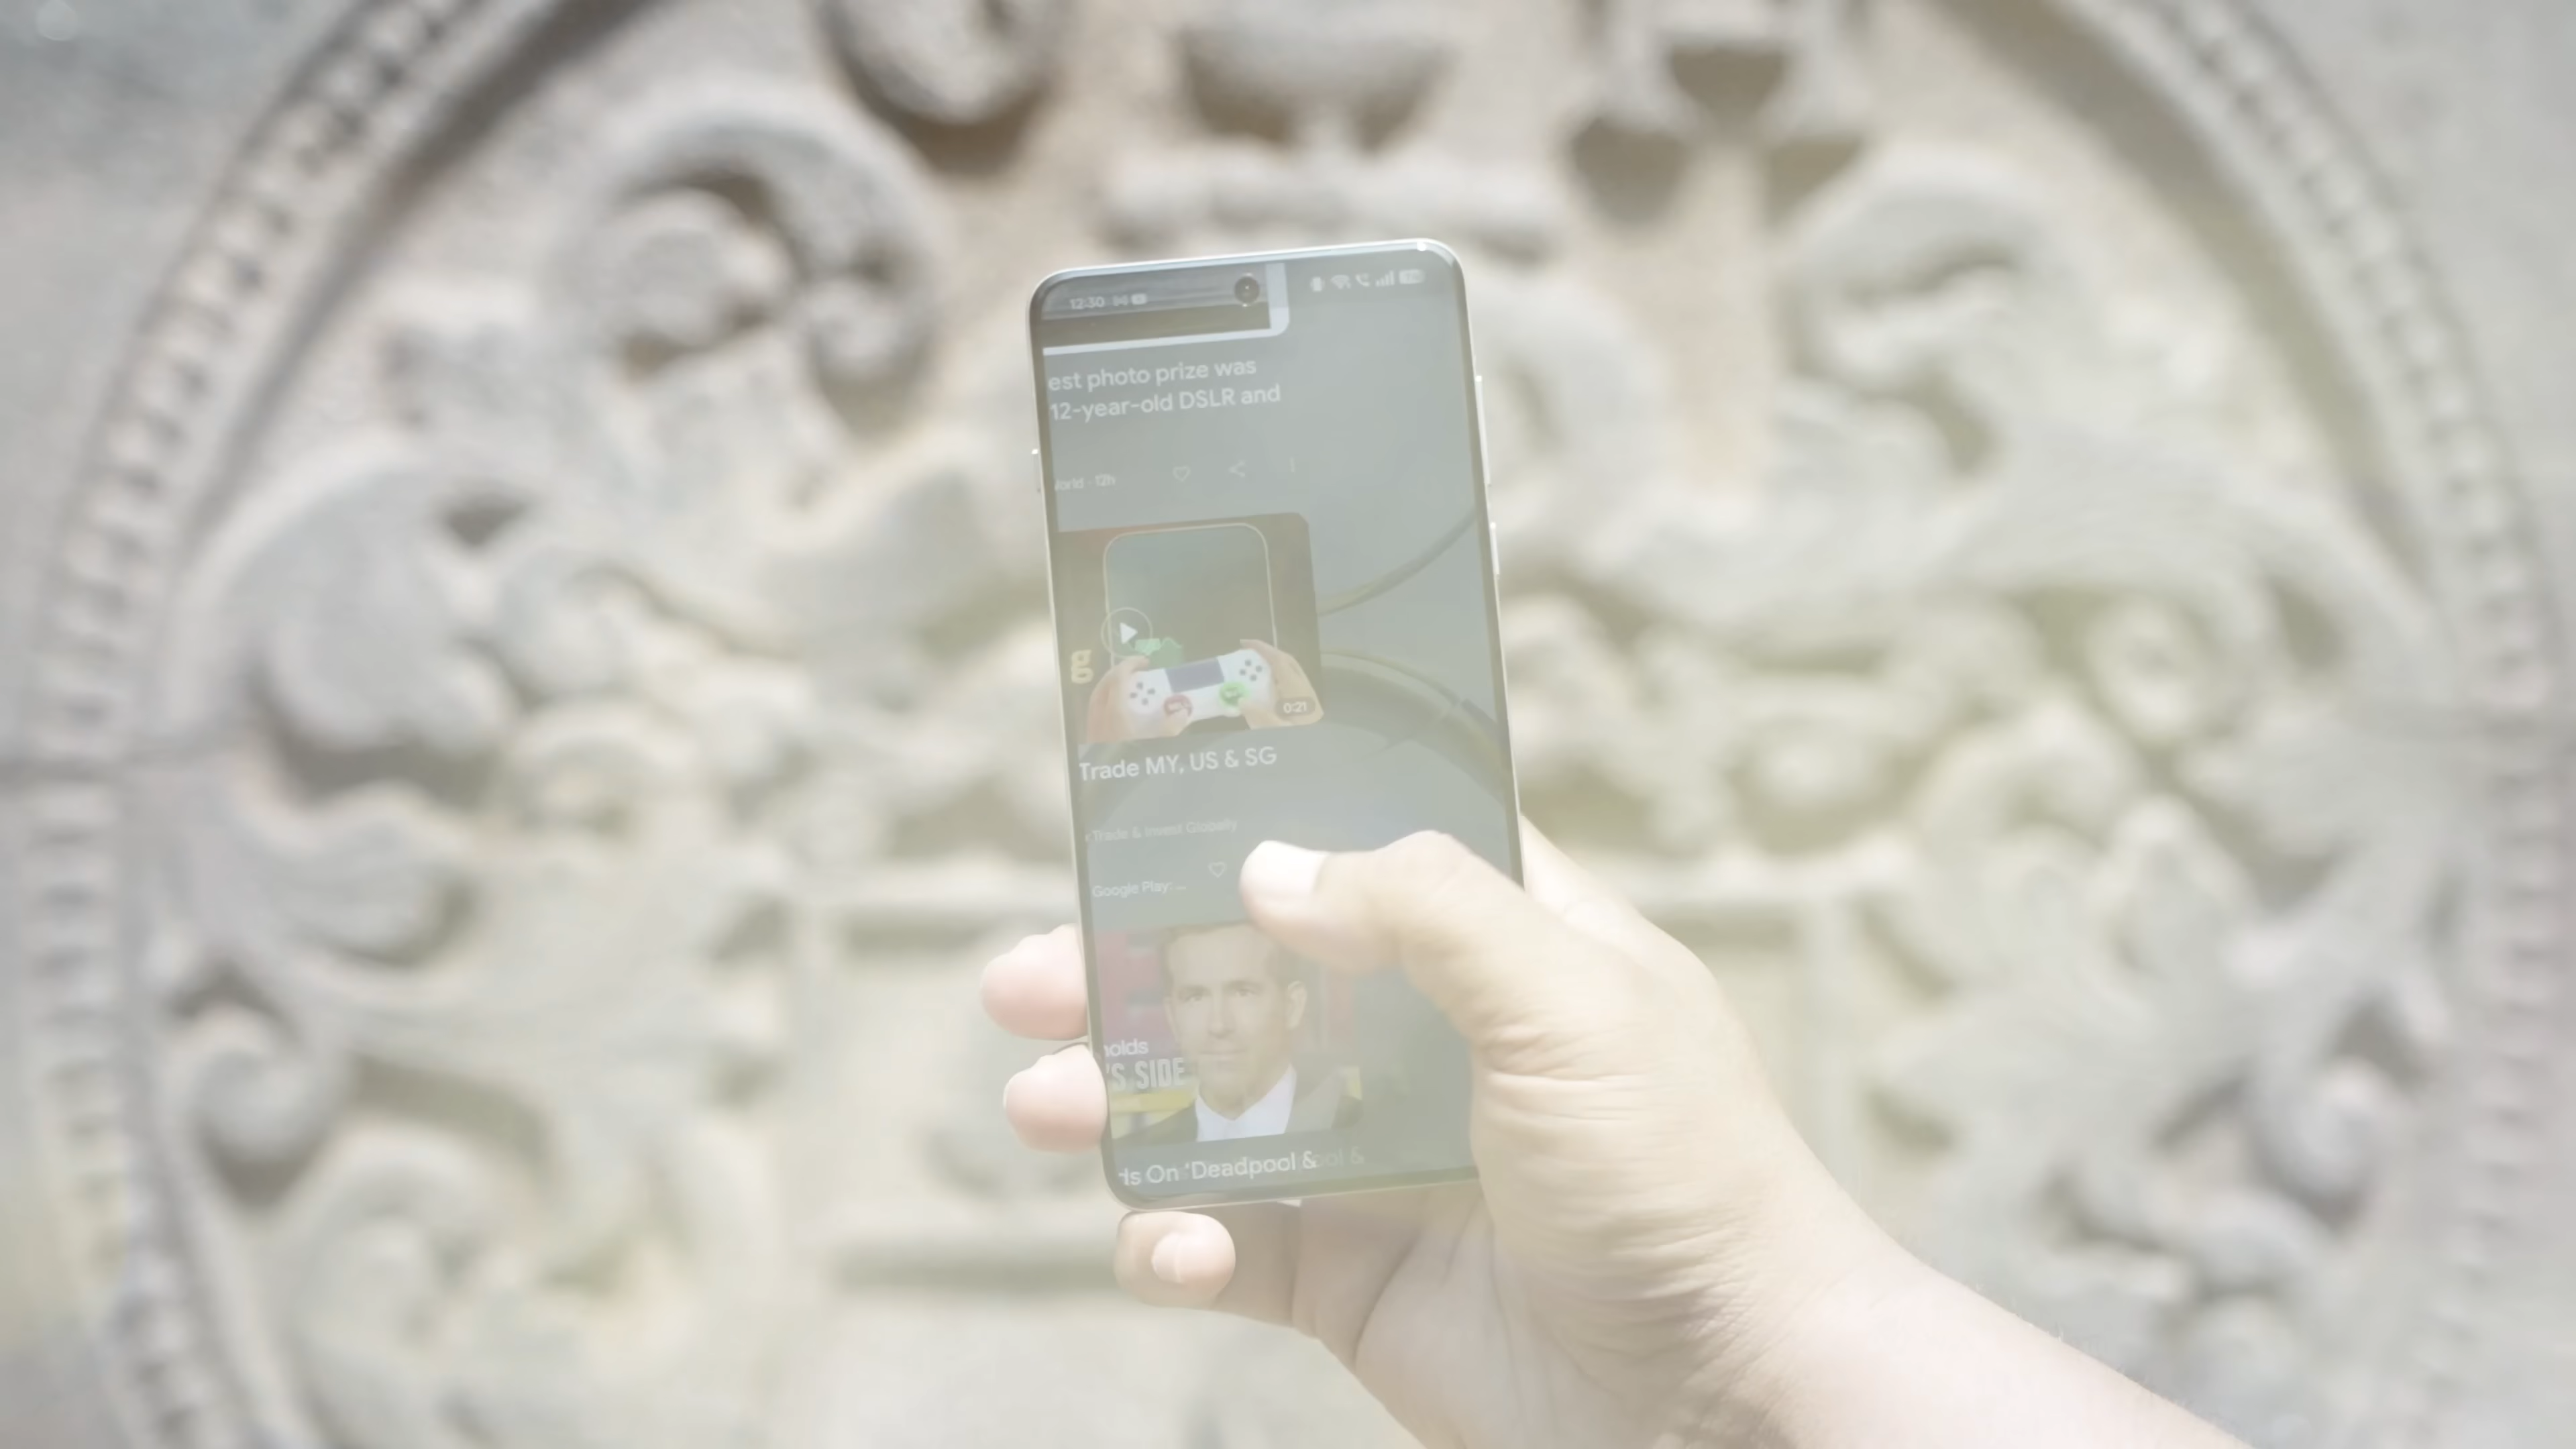 12:30
est photo prize was
12-year-old DSLR and
World · 12h
g
0:21
Trade MY, US & SG
Trade & Invest Globally
Google Play:...
nolds
'S SIDE
ds On 'Deadpool &